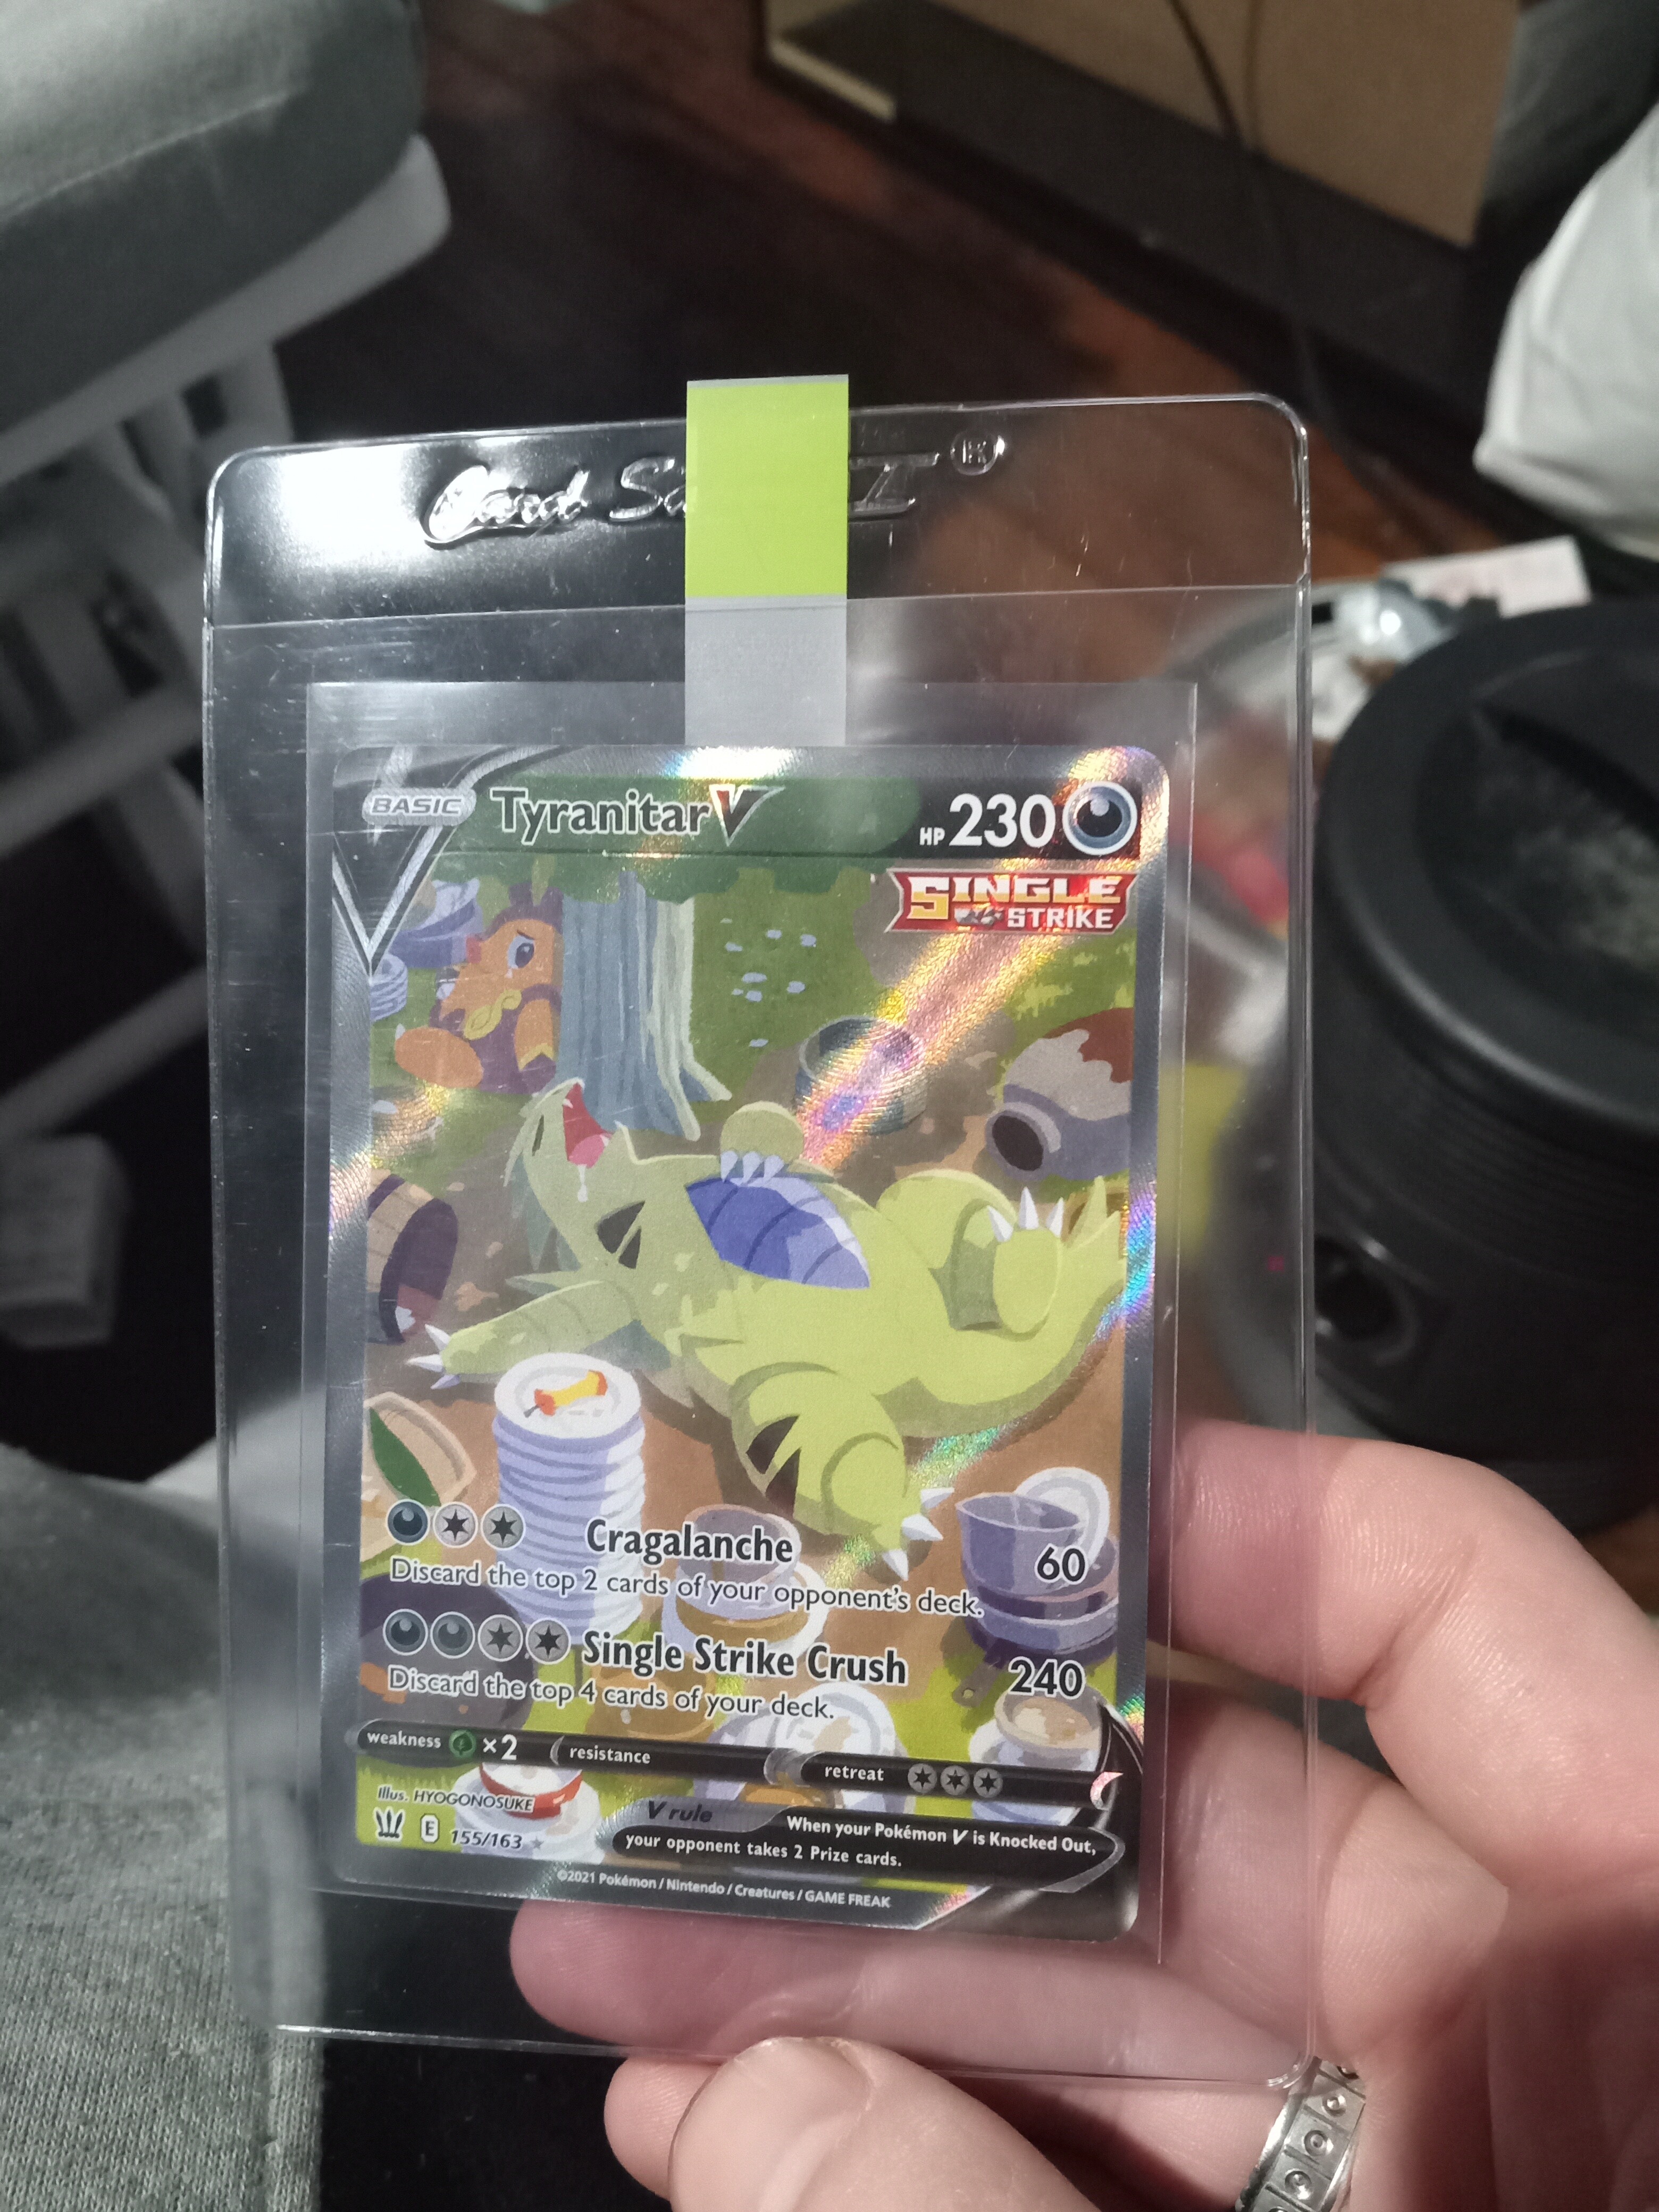 Card
®
BASIC Tyranitar V HP 230
SINGLE
STRIKE
Cragalanche 60
Discard the top 2 cards of your opponent's deck.
Single Strike Crush 240
Discard the top 4 cards of your deck.
weakness ×2 resistance retreat
Illus. HYOGONOSUKE
E 155/163
V rule When your Pokémon V is Knocked Out,
your opponent takes 2 Prize cards.
©2021 Pokémon / Nintendo / Creatures / GAME FREAK